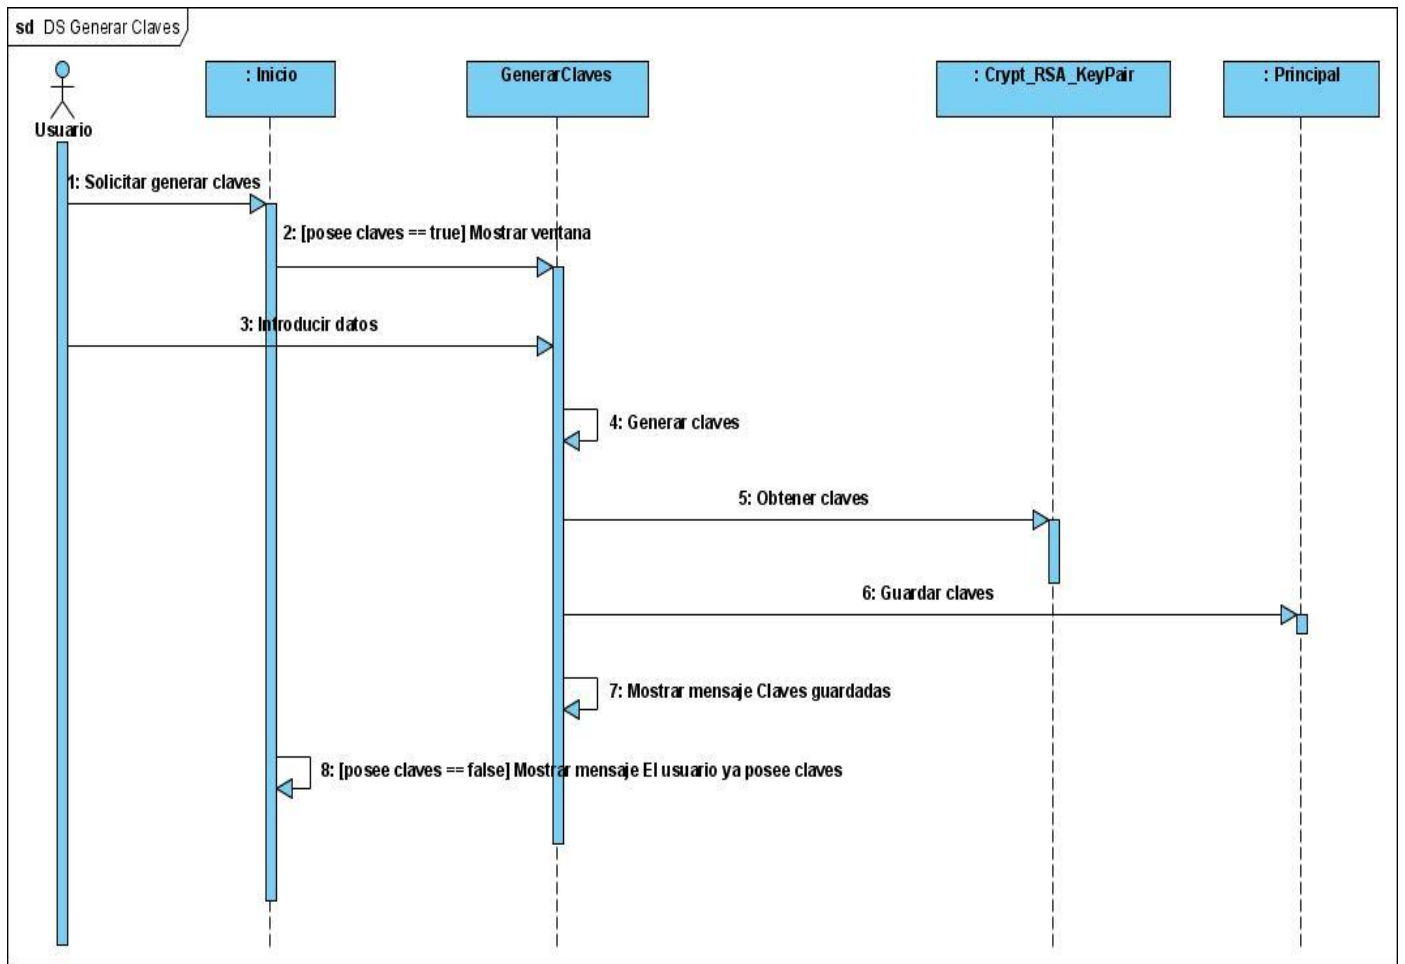 sd DS Generar Claves
: Inicio
GenerarClaves
: Crypt_RSA_KeyPair
: Principal
Usuario
1: Solicitar generar claves
2: [posee claves == true] Mostrar ventana
3: Introducir datos
4: Generar claves
5: Obtener claves
6: Guardar claves
7: Mostrar mensaje Claves guardadas
8: [posee claves == false] Mostrar mensaje El usuario ya posee claves